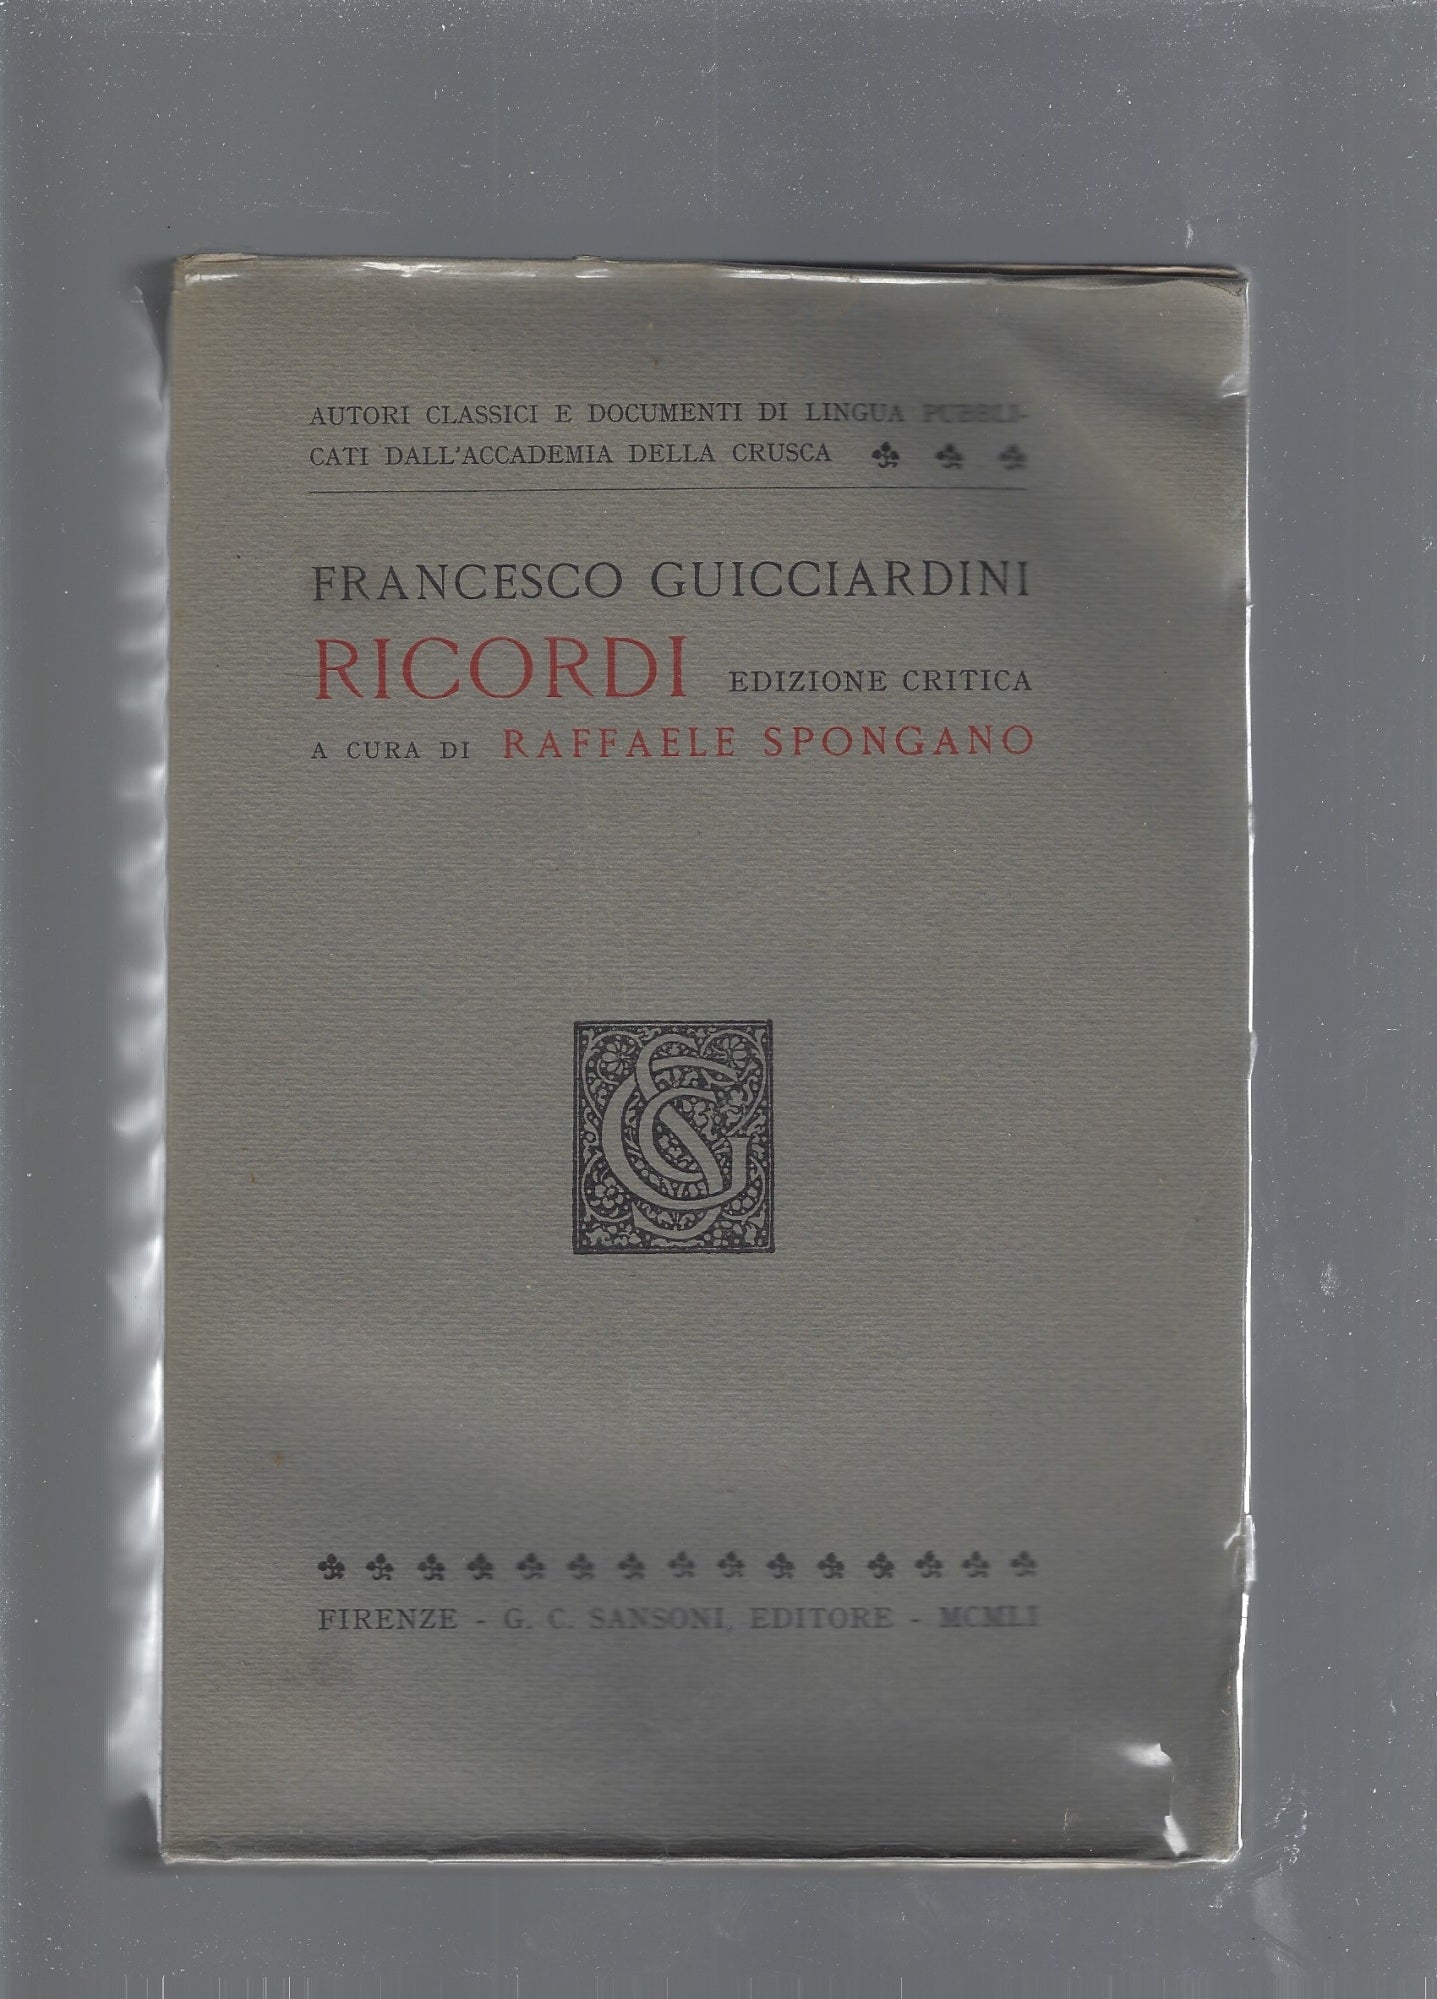 AUTORI CLASSICI E DOCUMENTI DI LINGUA PUBBLI-
CATI DALL'ACCADEMIA DELLA CRUSCA
FRANCESCO GUICCIARDINI
RICORDI EDIZIONE CRITICA
A CURA DI RAFFAELE SPONGANO
GCS
FIRENZE - G. C. SANSONI, EDITORE - MCMLI